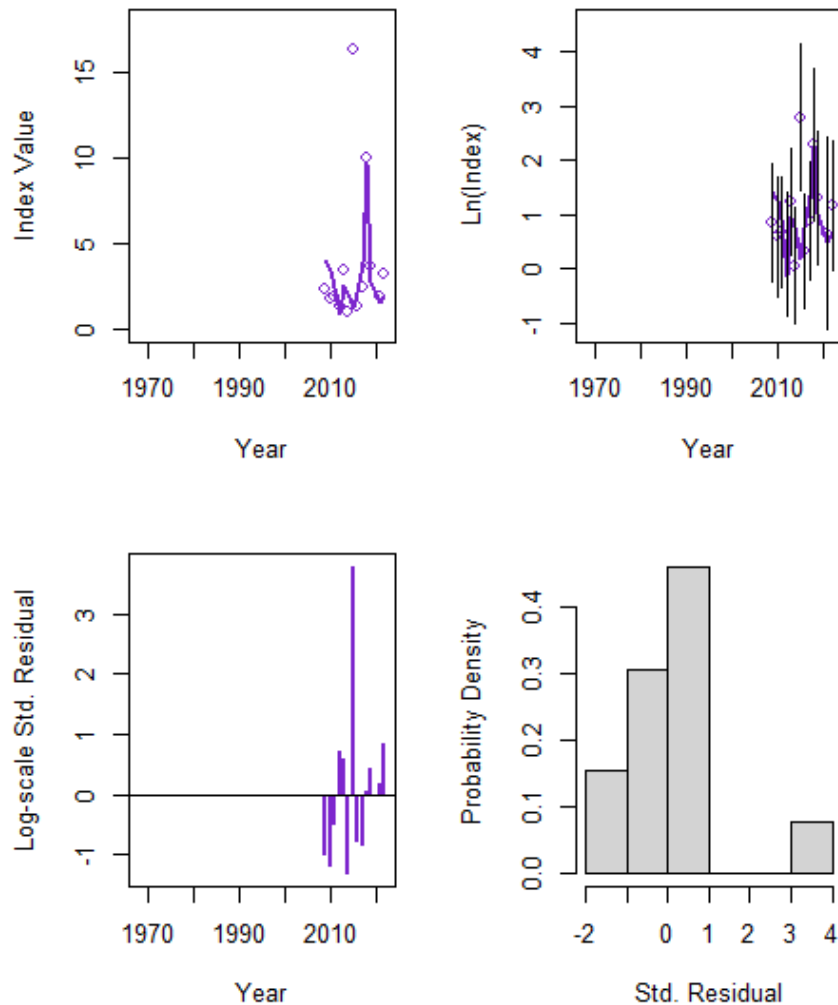 Index Value
15
10
5
0
1970 1990 2010
Year
Ln(Index)
4
3
2
1
0
-1
1970 1990 2010
Year
Log-scale Std. Residual
3
2
1
0
-1
1970 1990 2010
Year
Probability Density
0.4
0.3
0.2
0.1
0.0
-2 0 1 2 3 4
Std. Residual